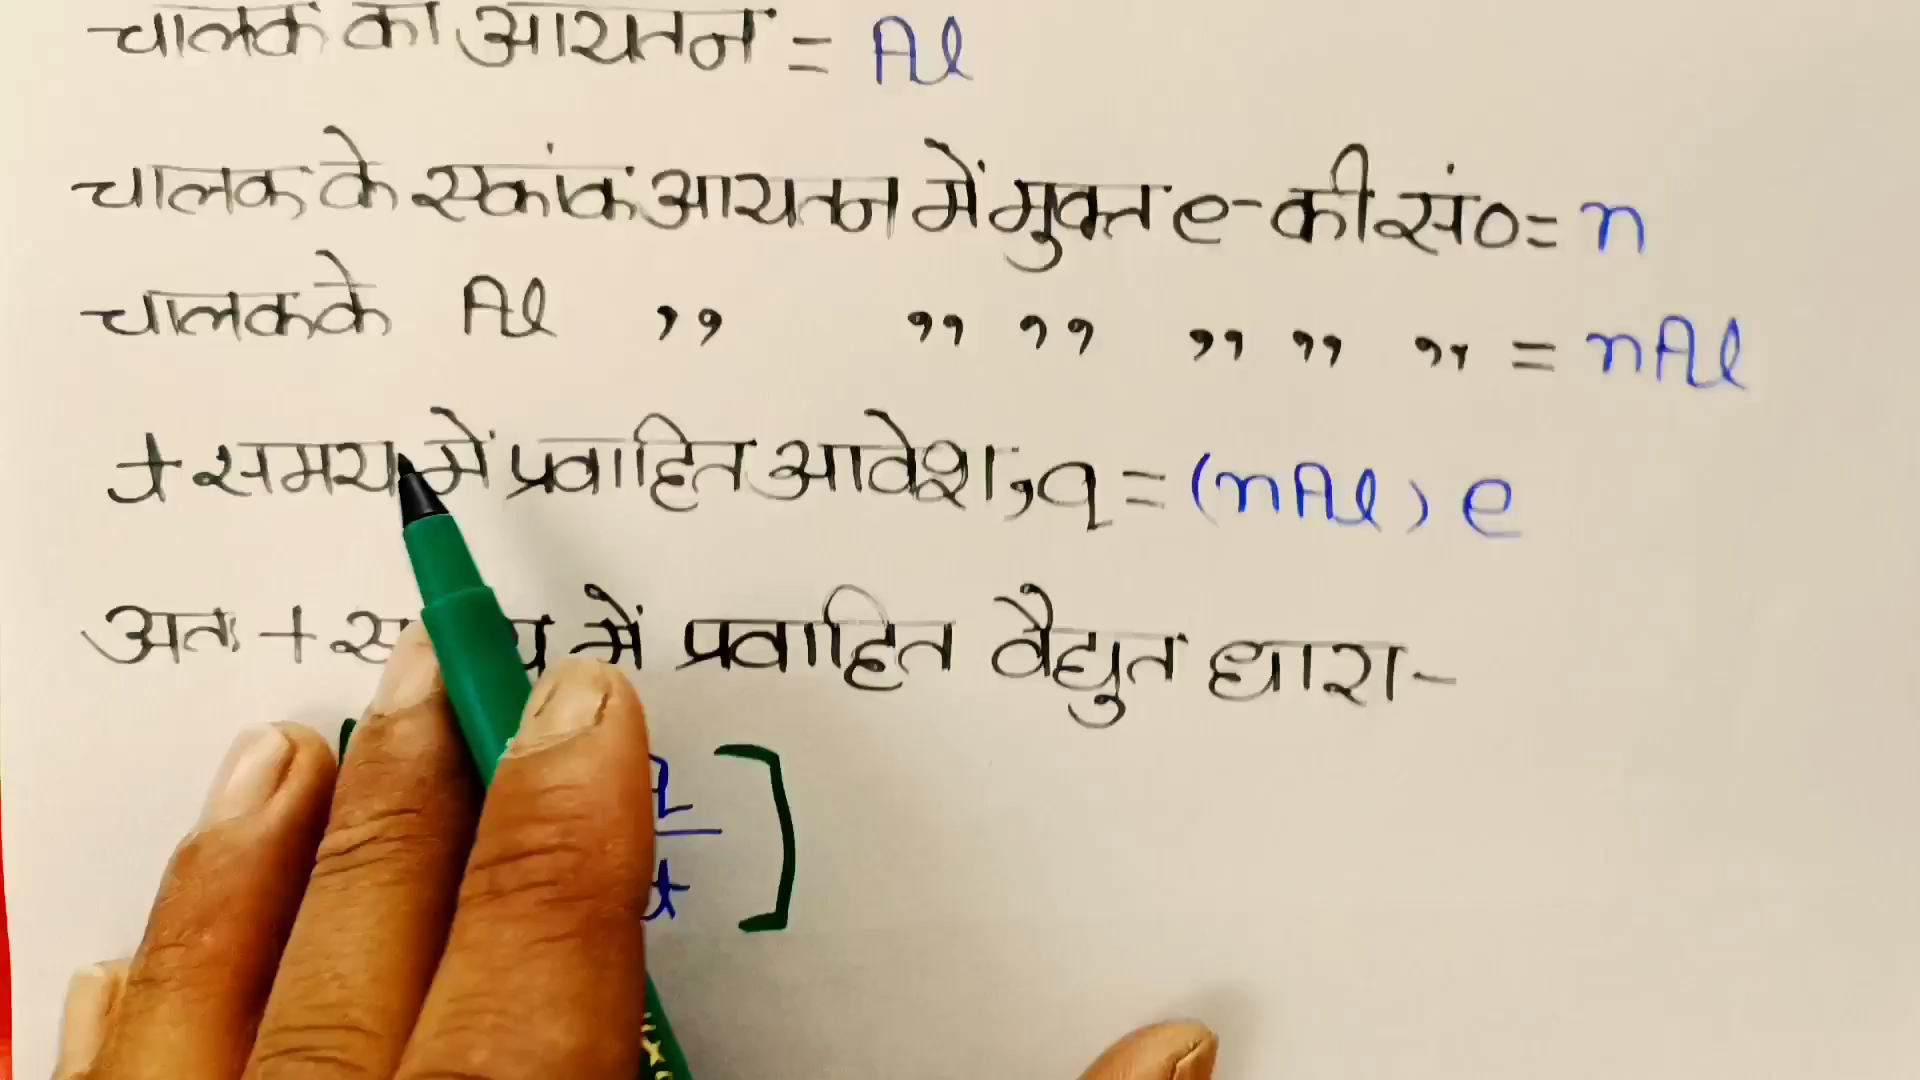 चालक का आयतन = Al
चालक के एकांक आयतन में मुक्त e- की सं० = n
चालक के Al ,, ,, ,, ,, ,, ,, = nAl
t समय में प्रवाहित आवेश, q = (nAl) e
अतः t में प्रवाहित वैद्युत धारा-
q
t